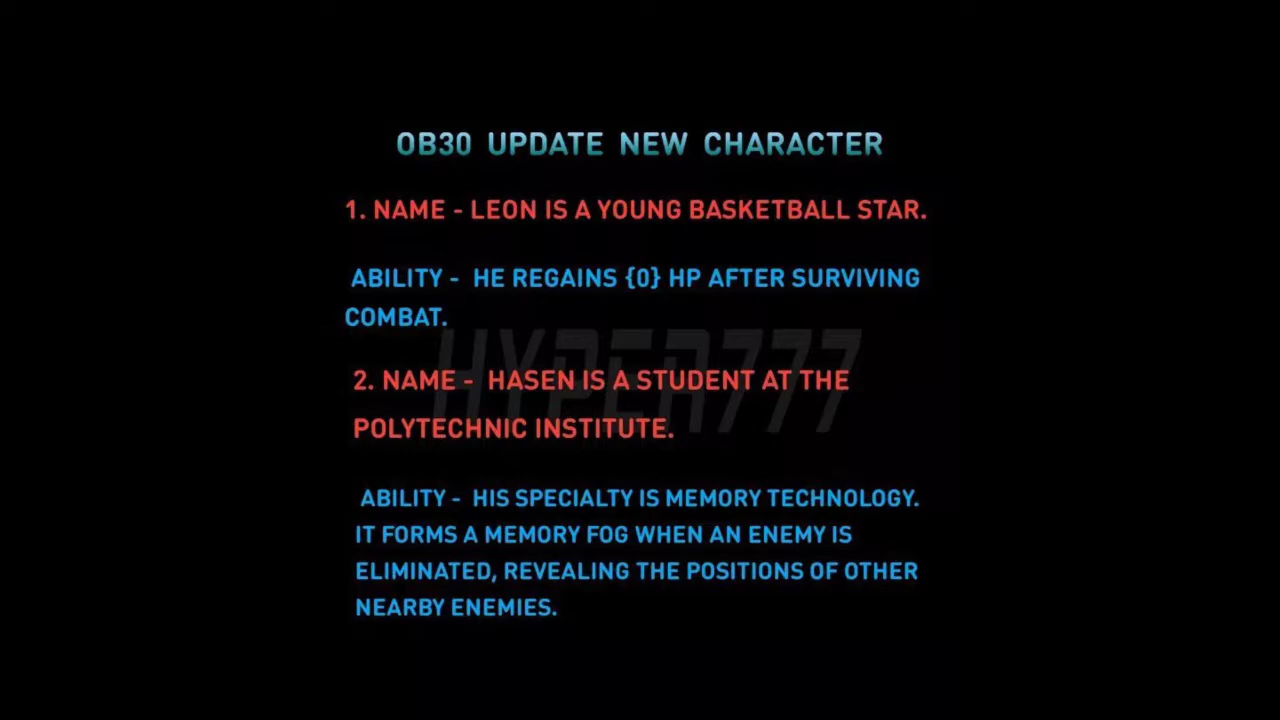 OB30 UPDATE NEW CHARACTER
1. NAME - LEON IS A YOUNG BASKETBALL STAR.
ABILITY - HE REGAINS {0} HP AFTER SURVIVING
COMBAT.
HYPER777
2. NAME - HASEN IS A STUDENT AT THE
POLYTECHNIC INSTITUTE.
ABILITY - HIS SPECIALTY IS MEMORY TECHNOLOGY.
IT FORMS A MEMORY FOG WHEN AN ENEMY IS
ELIMINATED, REVEALING THE POSITIONS OF OTHER
NEARBY ENEMIES.